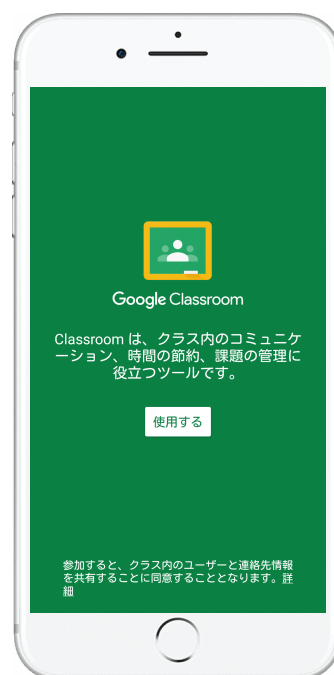 Google Classroom
Classroom は、クラス内のコミュニケ
ーション、時間の節約、課題の管理に
役立つツールです。
使用する
参加すると、クラス内のユーザーと連絡先情報
を共有することに同意することとなります。詳
細